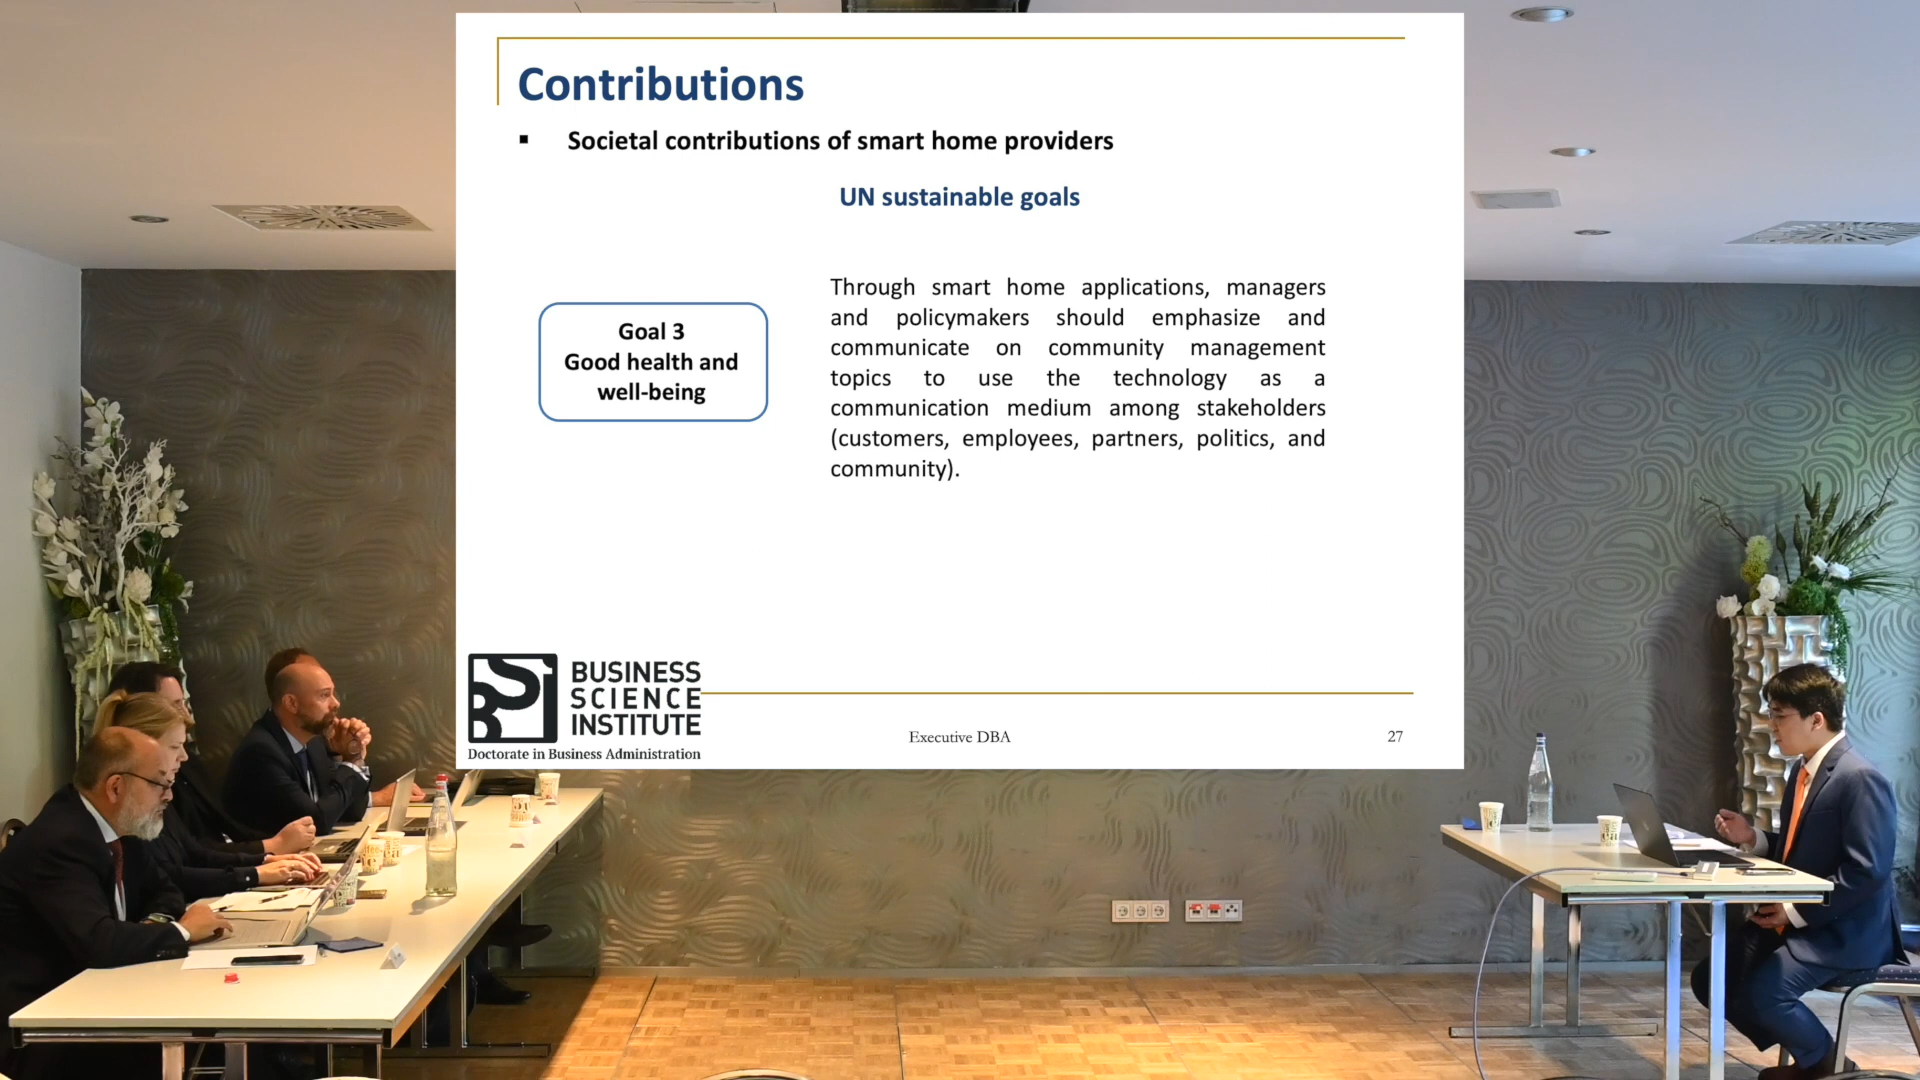 Contributions
▪ Societal contributions of smart home providers
UN sustainable goals
Goal 3
Good health and
well-being
Through smart home applications, managers
and policymakers should emphasize and
communicate on community management
topics to use the technology as a
communication medium among stakeholders
(customers, employees, partners, politics, and
community).
BUSINESS
SCIENCE
INSTITUTE
Doctorate in Business Administration
Executive DBA
27